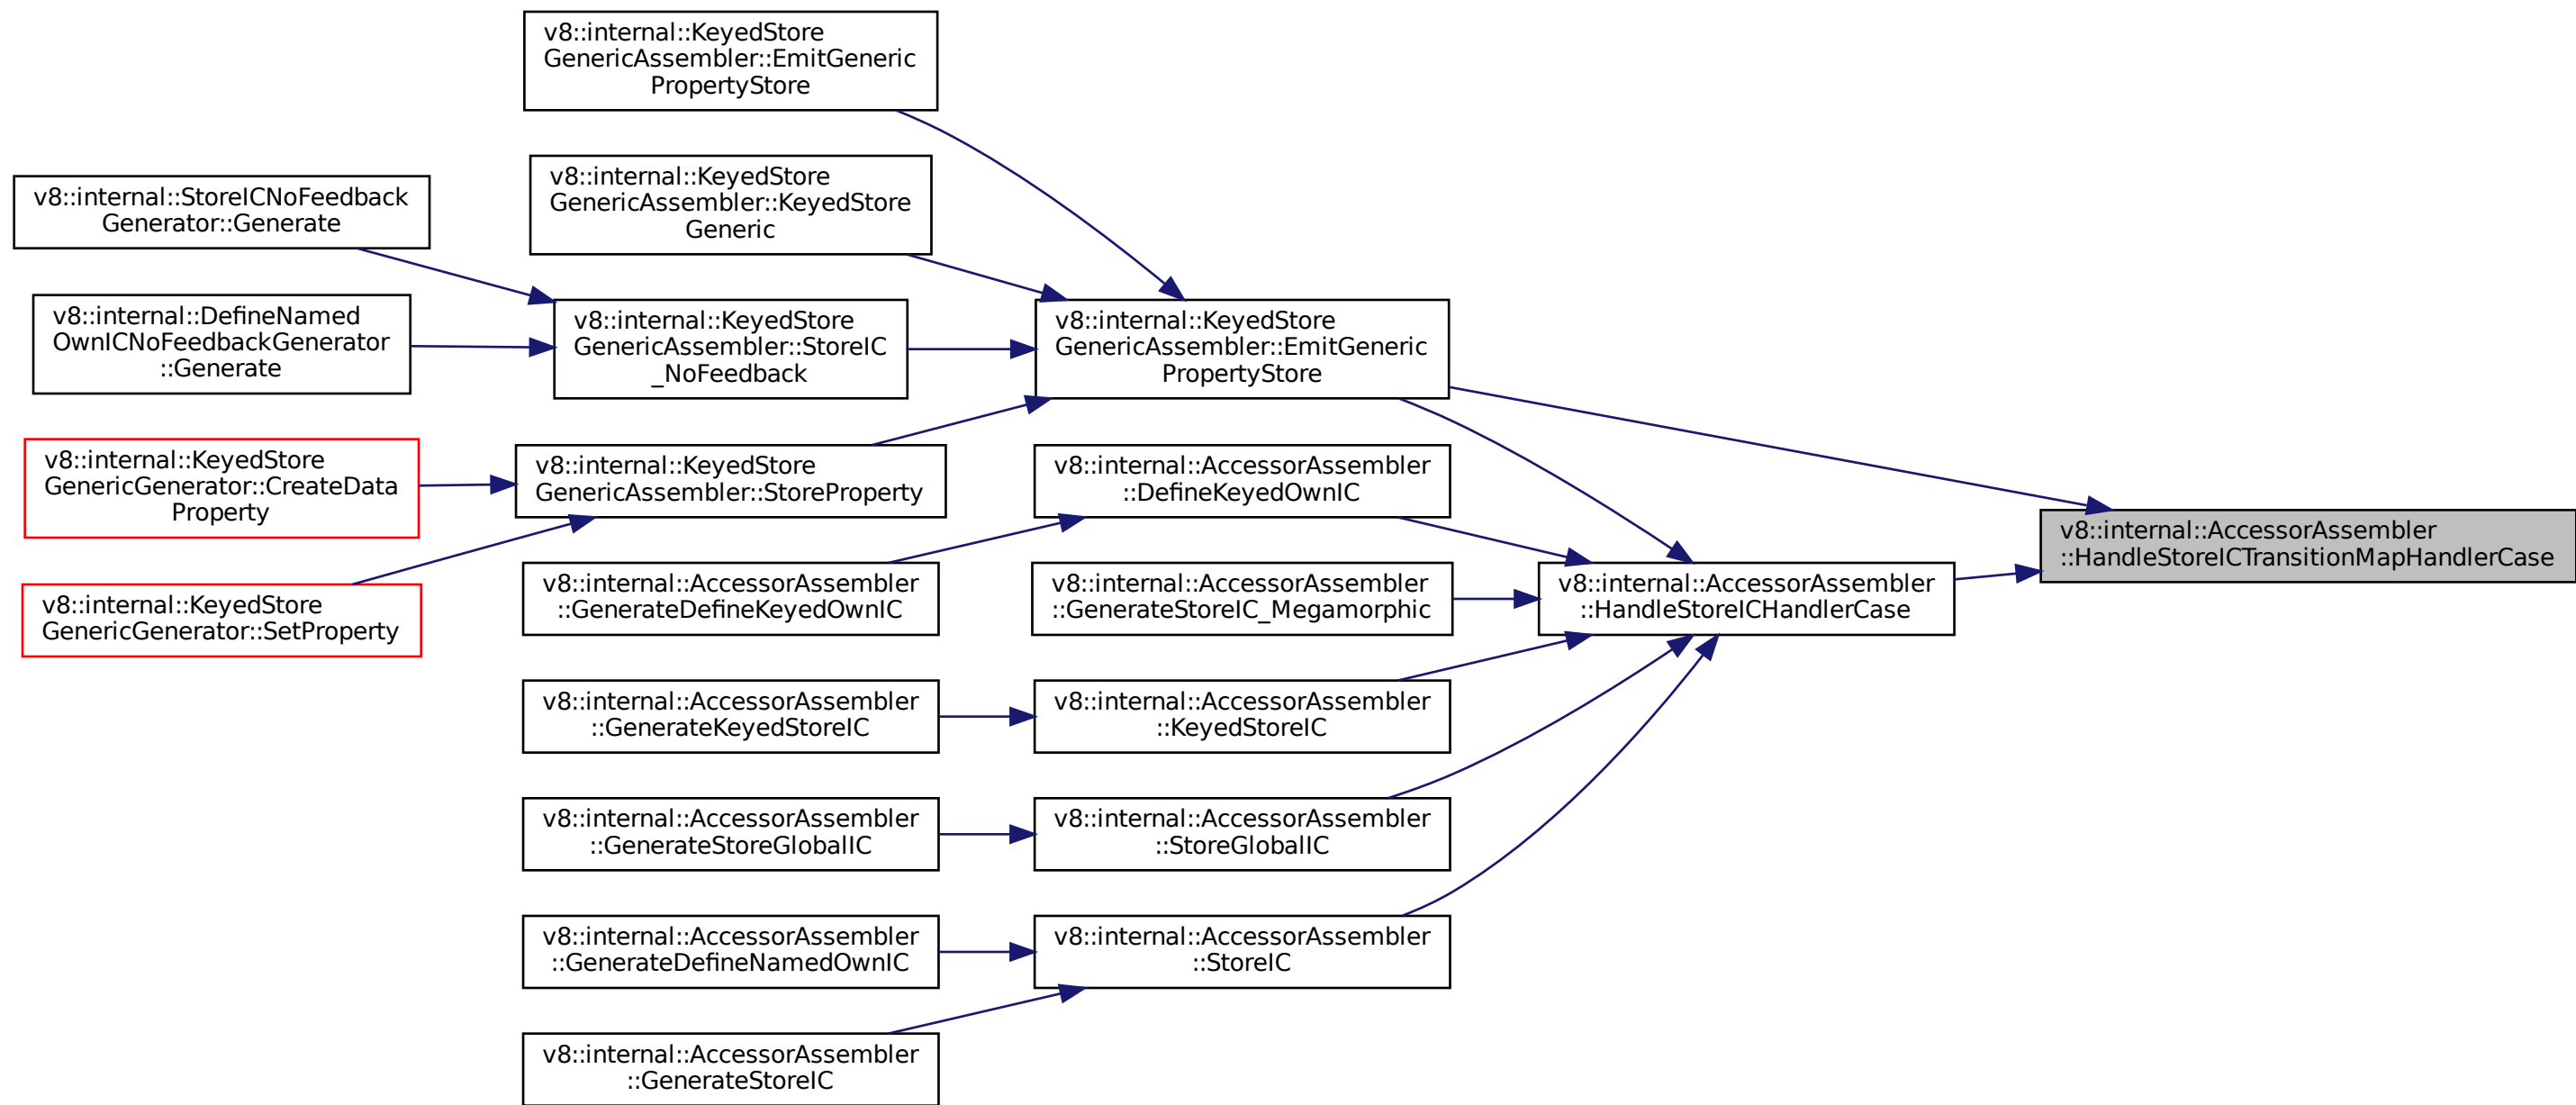 v8::internal::KeyedStore
GenericAssembler::EmitGeneric
PropertyStore
v8::internal::KeyedStore
GenericAssembler::KeyedStore
Generic
v8::internal::StoreICNoFeedback
Generator::Generate
v8::internal::DefineNamed
OwnICNoFeedbackGenerator
::Generate
v8::internal::KeyedStore
GenericAssembler::StoreIC
_NoFeedback
v8::internal::KeyedStore
GenericAssembler::EmitGeneric
PropertyStore
v8::internal::KeyedStore
GenericGenerator::CreateData
Property
v8::internal::KeyedStore
GenericAssembler::StoreProperty
v8::internal::AccessorAssembler
::DefineKeyedOwnIC
v8::internal::AccessorAssembler
::HandleStoreICTransitionMapHandlerCase
v8::internal::KeyedStore
GenericGenerator::SetProperty
v8::internal::AccessorAssembler
::GenerateDefineKeyedOwnIC
v8::internal::AccessorAssembler
::GenerateStoreIC_Megamorphic
v8::internal::AccessorAssembler
::HandleStoreICHandlerCase
v8::internal::AccessorAssembler
::GenerateKeyedStoreIC
v8::internal::AccessorAssembler
::KeyedStoreIC
v8::internal::AccessorAssembler
::GenerateStoreGlobalIC
v8::internal::AccessorAssembler
::StoreGlobalIC
v8::internal::AccessorAssembler
::GenerateDefineNamedOwnIC
v8::internal::AccessorAssembler
::StoreIC
v8::internal::AccessorAssembler
::GenerateStoreIC